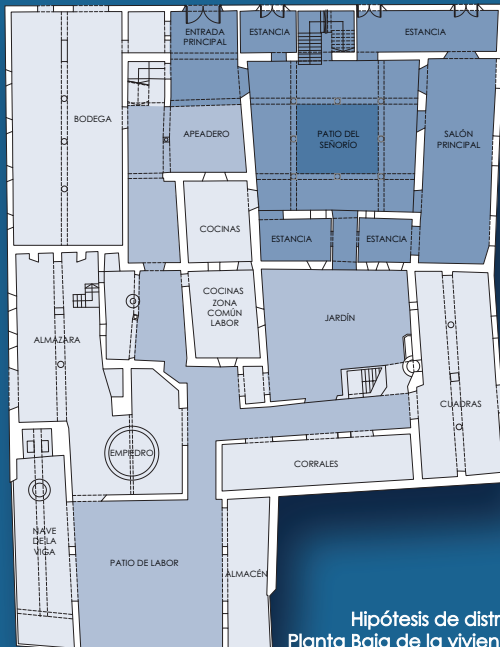 ENTRADA
PRINCIPAL
ESTANCIA
ESTANCIA
BODEGA
APEADERO
PATIO DEL
SEÑORÍO
SALÓN
PRINCIPAL
COCINAS
ESTANCIA
ESTANCIA
COCINAS
ZONA
COMÚN
LABOR
JARDÍN
ALMAZARA
CUADRAS
EMPIEDRO
CORRALES
NAVE
DE LA
VIGA
PATIO DE LABOR
ALMACÉN
Hipótesis de distr
Planta Baja de la vivien